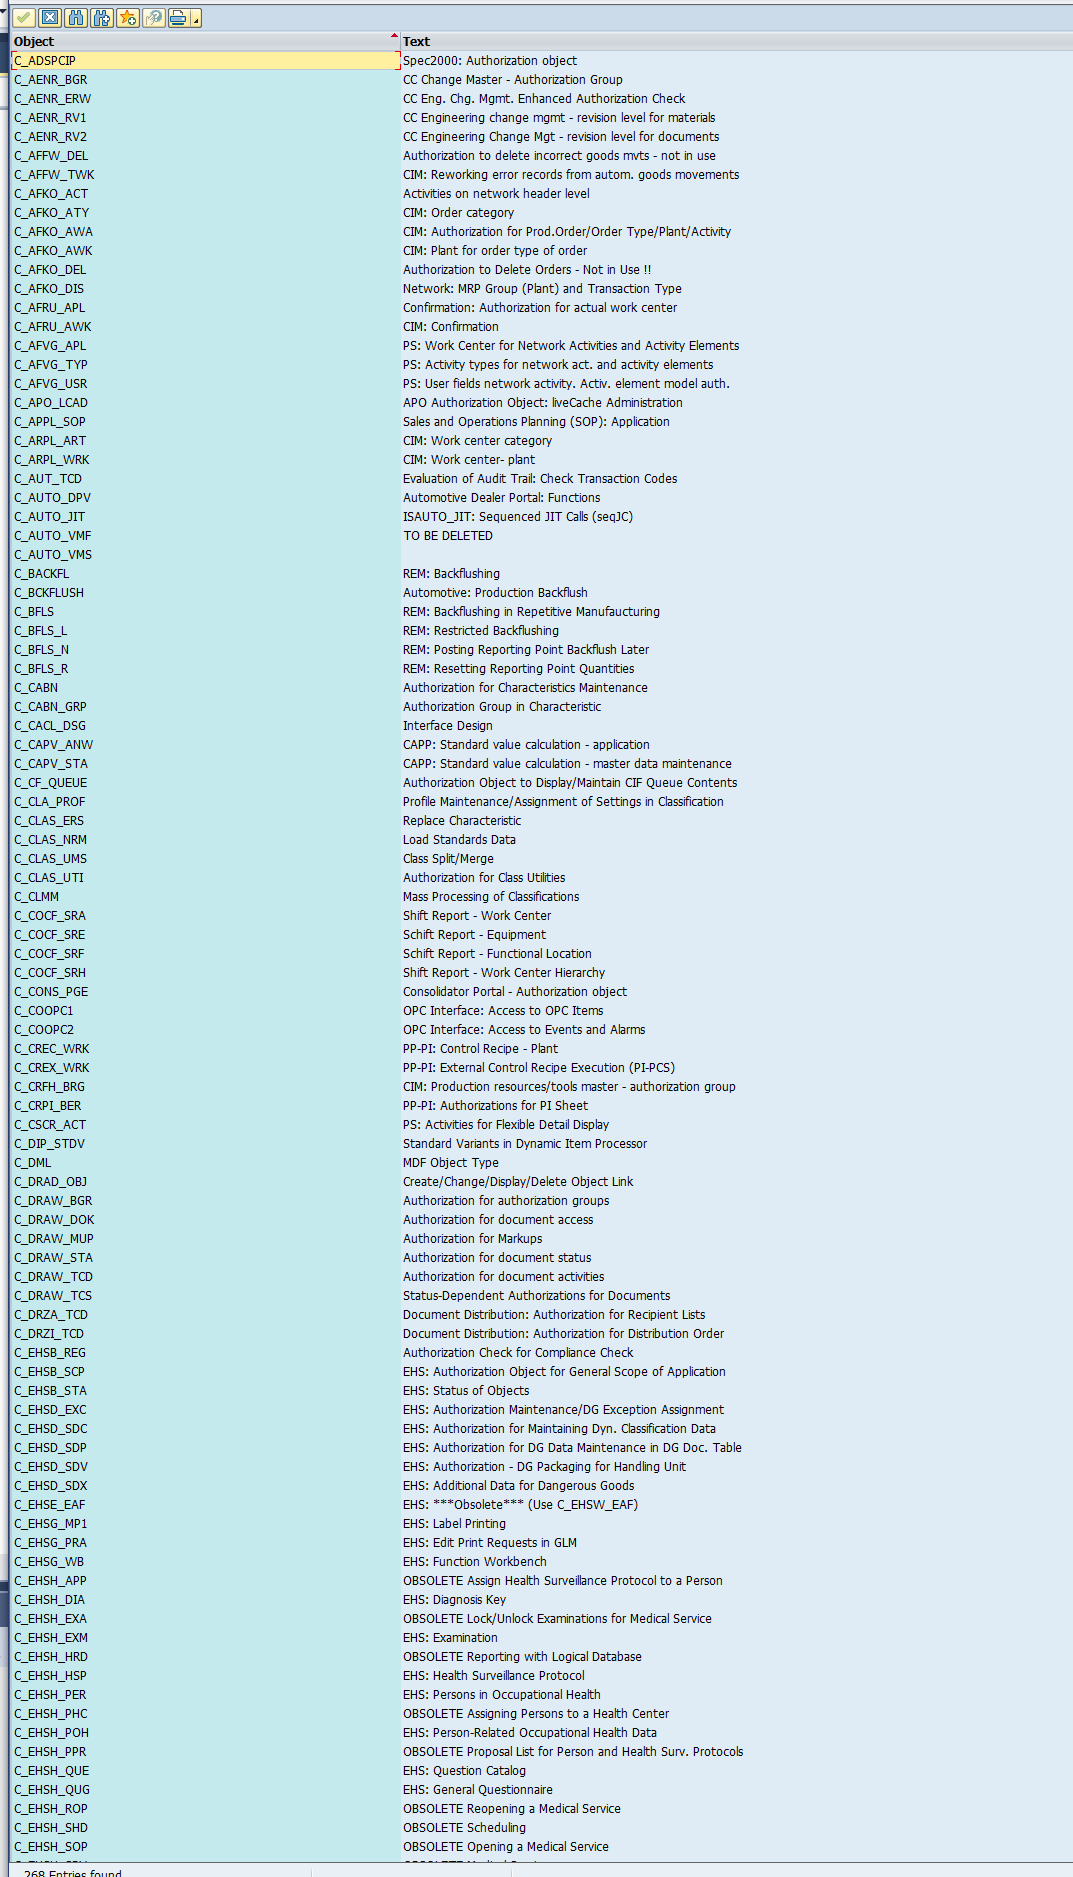 Object Text
C_ADSPCIP Spec2000: Authorization object
C_AENR_BGR CC Change Master - Authorization Group
C_AENR_ERW CC Eng. Chg. Mgmt. Enhanced Authorization Check
C_AENR_RV1 CC Engineering change mgmt - revision level for materials
C_AENR_RV2 CC Engineering Change Mgt - revision level for documents
C_AFFW_DEL Authorization to delete incorrect goods mvts - not in use
C_AFFW_TWK CIM: Reworking error records from autom. goods movements
C_AFKO_ACT Activities on network header level
C_AFKO_ATY CIM: Order category
C_AFKO_AWA CIM: Authorization for Prod.Order/Order Type/Plant/Activity
C_AFKO_AWK CIM: Plant for order type of order
C_AFKO_DEL Authorization to Delete Orders - Not in Use !!
C_AFKO_DIS Network: MRP Group (Plant) and Transaction Type
C_AFRU_APL Confirmation: Authorization for actual work center
C_AFRU_AWK CIM: Confirmation
C_AFVG_APL PS: Work Center for Network Activities and Activity Elements
C_AFVG_TYP PS: Activity types for network act. and activity elements
C_AFVG_USR PS: User fields network activity. Activ. element model auth.
C_APO_LCAD APO Authorization Object: liveCache Administration
C_APPL_SOP Sales and Operations Planning (SOP): Application
C_ARPL_ART CIM: Work center category
C_ARPL_WRK CIM: Work center- plant
C_AUT_TCD Evaluation of Audit Trail: Check Transaction Codes
C_AUTO_DPV Automotive Dealer Portal: Functions
C_AUTO_JIT ISAUTO_JIT: Sequenced JIT Calls (seqJC)
C_AUTO_VMF TO BE DELETED
C_AUTO_VMS
C_BACKFL REM: Backflushing
C_BCKFLUSH Automotive: Production Backflush
C_BFLS REM: Backflushing in Repetitive Manufaucturing
C_BFLS_L REM: Restricted Backflushing
C_BFLS_N REM: Posting Reporting Point Backflush Later
C_BFLS_R REM: Resetting Reporting Point Quantities
C_CABN Authorization for Characteristics Maintenance
C_CABN_GRP Authorization Group in Characteristic
C_CACL_DSG Interface Design
C_CAPV_ANW CAPP: Standard value calculation - application
C_CAPV_STA CAPP: Standard value calculation - master data maintenance
C_CF_QUEUE Authorization Object to Display/Maintain CIF Queue Contents
C_CLA_PROF Profile Maintenance/Assignment of Settings in Classification
C_CLAS_ERS Replace Characteristic
C_CLAS_NRM Load Standards Data
C_CLAS_UMS Class Split/Merge
C_CLAS_UTI Authorization for Class Utilities
C_CLMM Mass Processing of Classifications
C_COCF_SRA Shift Report - Work Center
C_COCF_SRE Schift Report - Equipment
C_COCF_SRF Schift Report - Functional Location
C_COCF_SRH Shift Report - Work Center Hierarchy
C_CONS_PGE Consolidator Portal - Authorization object
C_COOPC1 OPC Interface: Access to OPC Items
C_COOPC2 OPC Interface: Access to Events and Alarms
C_CREC_WRK PP-PI: Control Recipe - Plant
C_CREX_WRK PP-PI: External Control Recipe Execution (PI-PCS)
C_CRFH_BRG CIM: Production resources/tools master - authorization group
C_CRPI_BER PP-PI: Authorizations for PI Sheet
C_CSCR_ACT PS: Activities for Flexible Detail Display
C_DIP_STDV Standard Variants in Dynamic Item Processor
C_DML MDF Object Type
C_DRAD_OBJ Create/Change/Display/Delete Object Link
C_DRAW_BGR Authorization for authorization groups
C_DRAW_DOK Authorization for document access
C_DRAW_MUP Authorization for Markups
C_DRAW_STA Authorization for document status
C_DRAW_TCD Authorization for document activities
C_DRAW_TCS Status-Dependent Authorizations for Documents
C_DRZA_TCD Document Distribution: Authorization for Recipient Lists
C_DRZI_TCD Document Distribution: Authorization for Distribution Order
C_EHSB_REG Authorization Check for Compliance Check
C_EHSB_SCP EHS: Authorization Object for General Scope of Application
C_EHSB_STA EHS: Status of Objects
C_EHSD_EXC EHS: Authorization Maintenance/DG Exception Assignment
C_EHSD_SDC EHS: Authorization for Maintaining Dyn. Classification Data
C_EHSD_SDP EHS: Authorization for DG Data Maintenance in DG Doc. Table
C_EHSD_SDV EHS: Authorization - DG Packaging for Handling Unit
C_EHSD_SDX EHS: Additional Data for Dangerous Goods
C_EHSE_EAF EHS: ***Obsolete*** (Use C_EHSW_EAF)
C_EHSG_MP1 EHS: Label Printing
C_EHSG_PRA EHS: Edit Print Requests in GLM
C_EHSG_WB EHS: Function Workbench
C_EHSH_APP OBSOLETE Assign Health Surveillance Protocol to a Person
C_EHSH_DIA EHS: Diagnosis Key
C_EHSH_EXA OBSOLETE Lock/Unlock Examinations for Medical Service
C_EHSH_EXM EHS: Examination
C_EHSH_HRD OBSOLETE Reporting with Logical Database
C_EHSH_HSP EHS: Health Surveillance Protocol
C_EHSH_PER EHS: Persons in Occupational Health
C_EHSH_PHC OBSOLETE Assigning Persons to a Health Center
C_EHSH_POH EHS: Person-Related Occupational Health Data
C_EHSH_PPR OBSOLETE Proposal List for Person and Health Surv. Protocols
C_EHSH_QUE EHS: Question Catalog
C_EHSH_QUG EHS: General Questionnaire
C_EHSH_ROP OBSOLETE Reopening a Medical Service
C_EHSH_SHD OBSOLETE Scheduling
C_EHSH_SOP OBSOLETE Opening a Medical Service
268 Entries found